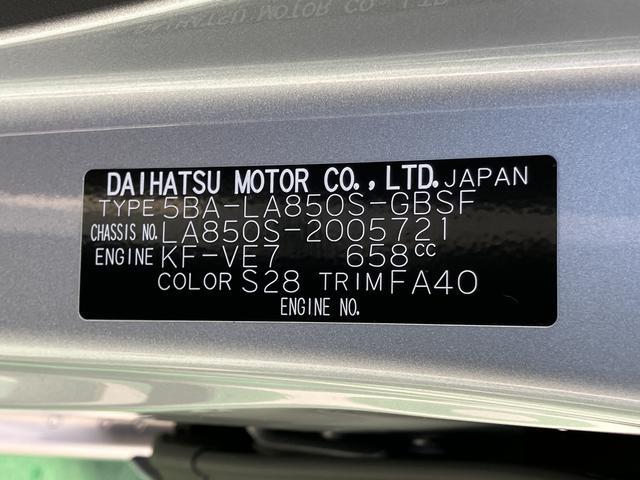 DAIHATSU MOTOR CO., LTD. JAPAN
TYPE 5BA-LA850S-GBSF
CHASSIS NO. LA850S-2005721
ENGINE KF-VE7 658cc
COLOR S28 TRIM FA40
ENGINE NO.